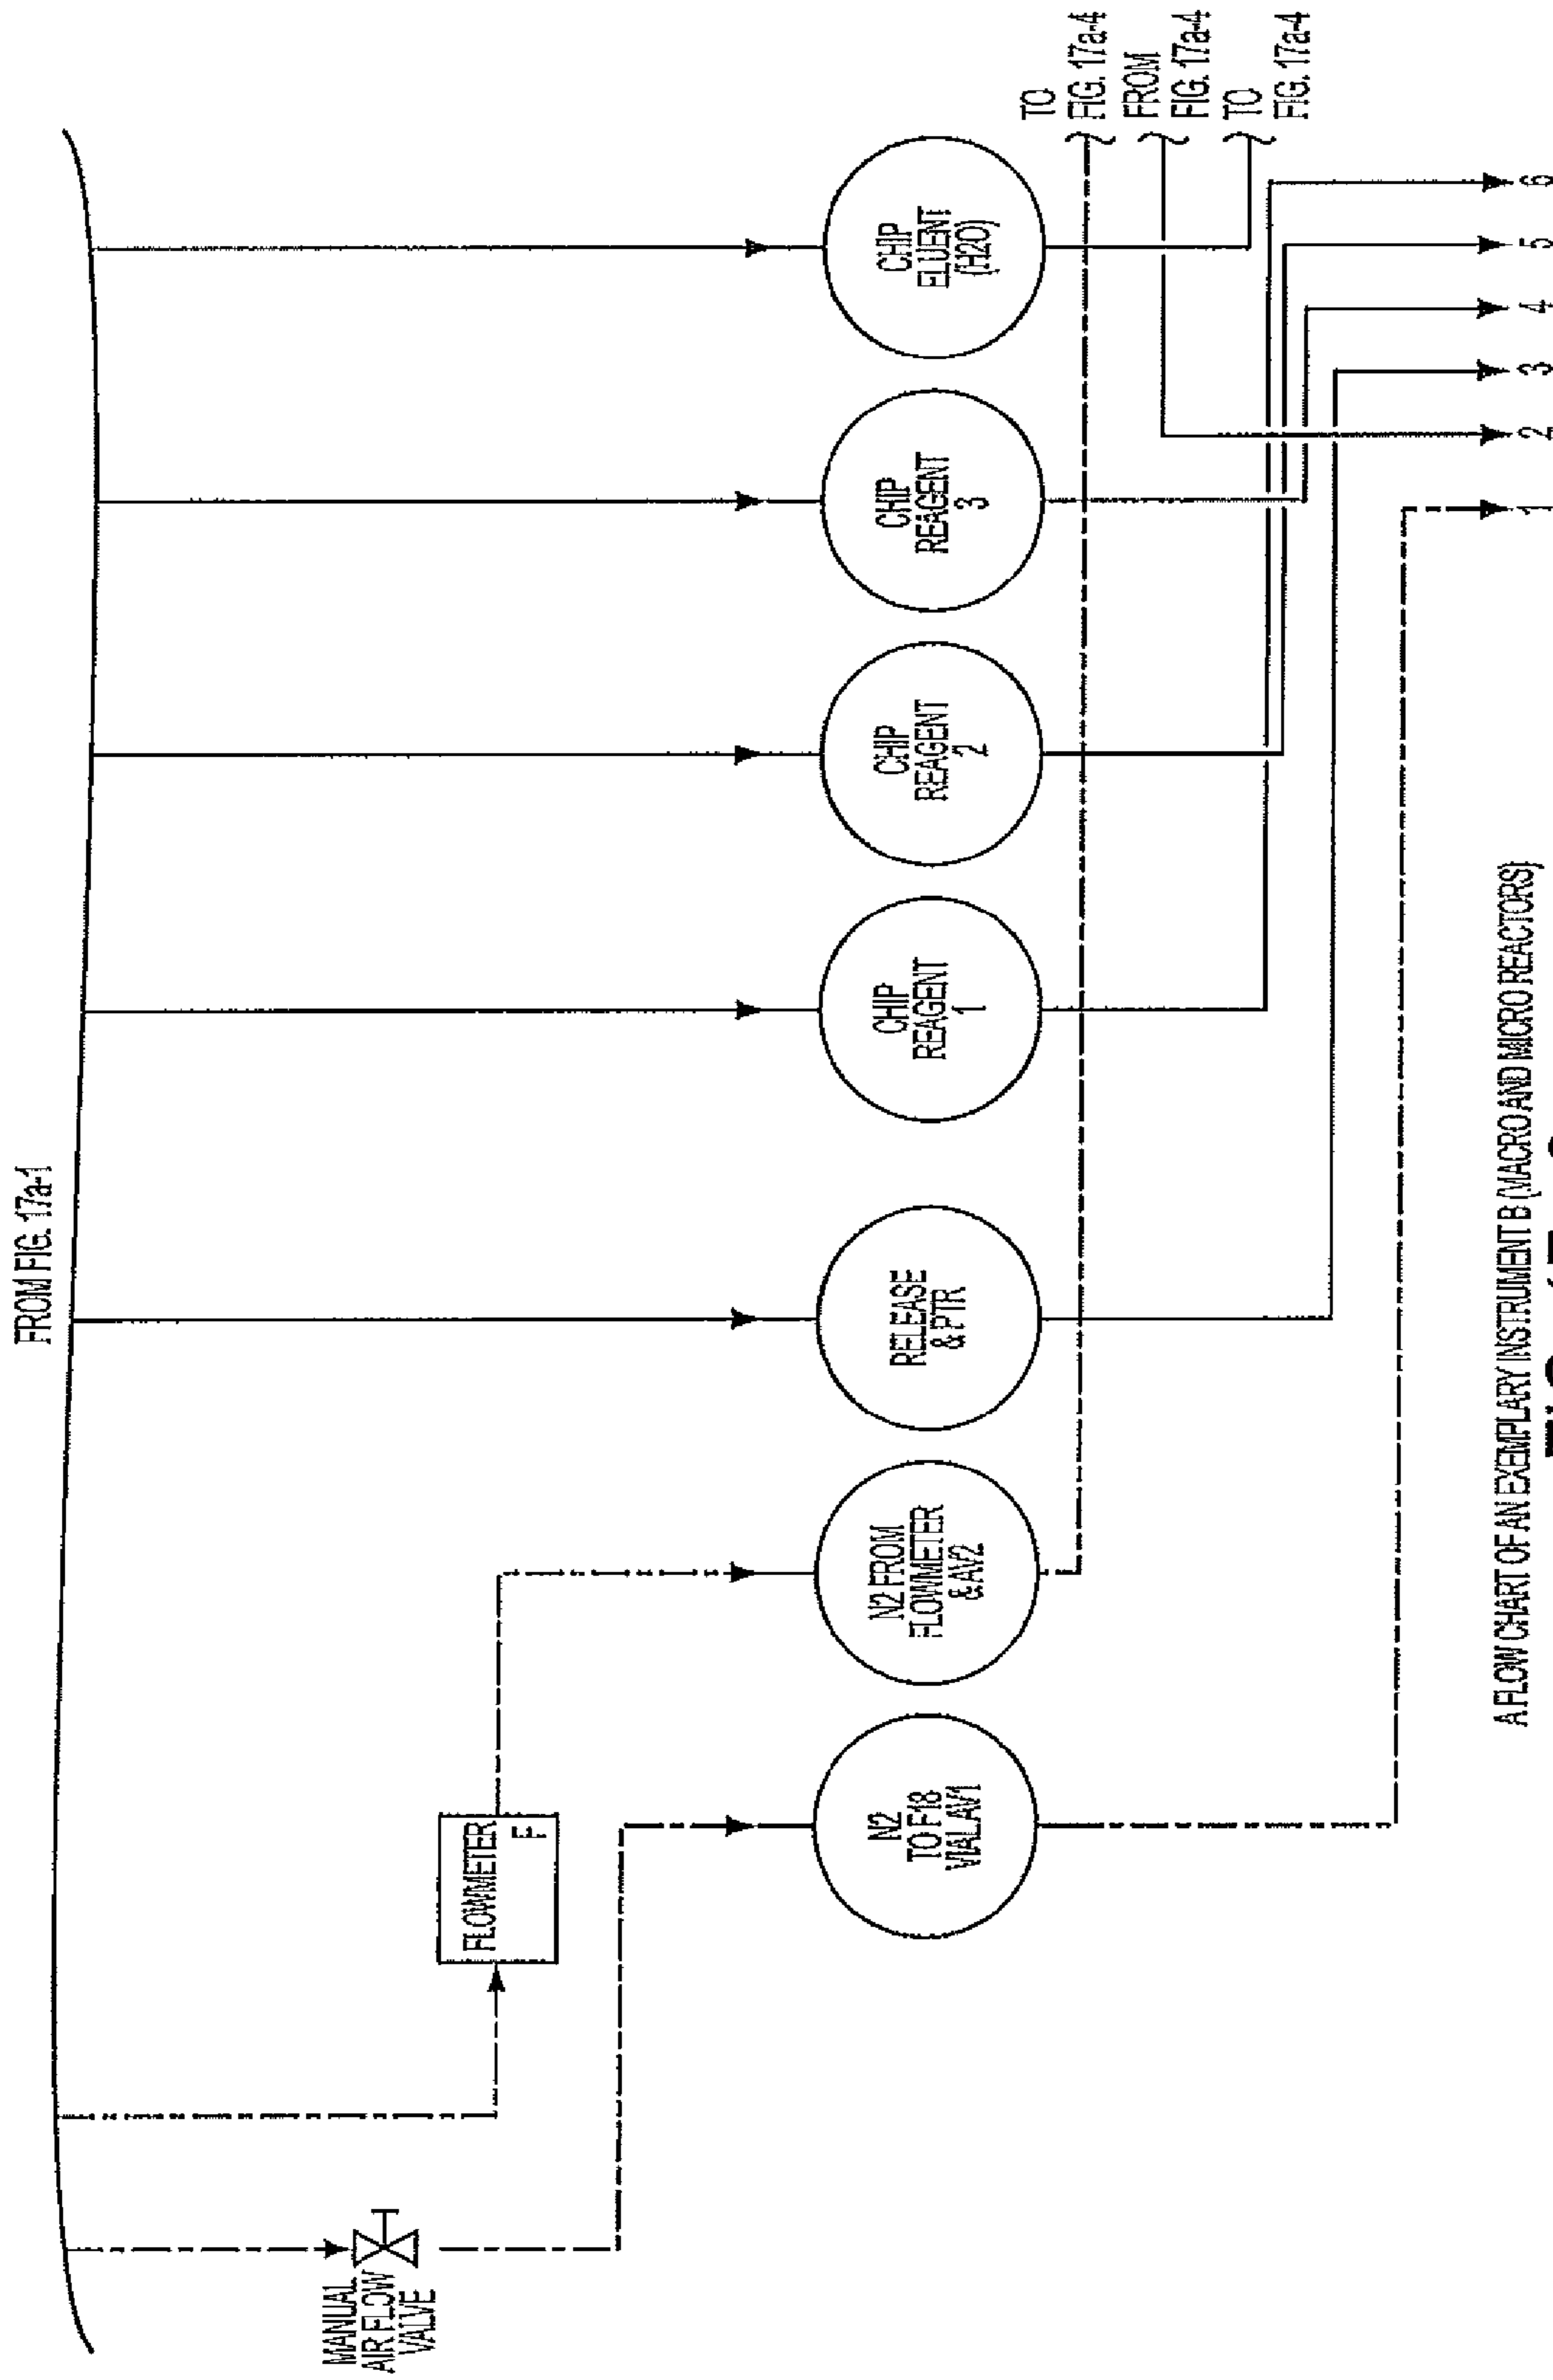 FROM FIG. 17a-1
MANUAL
AIR FLOW
VALVE
FLOWMETER
F
N2
TO F18
VIAL AV1
N2 FROM
FLOWMETER
& AV2
RELEASE
& PTR
CHIP
REAGENT
1
CHIP
REAGENT
2
CHIP
REAGENT
3
CHIP
ELUENT
(H2O)
TO
FIG. 17a-4
FROM
FIG. 17a-4
TO
FIG. 17a-4
1 2 3 4 5 6
A FLOW CHART OF AN EXEMPLARY INSTRUMENT B (MACRO AND MICRO REACTORS)